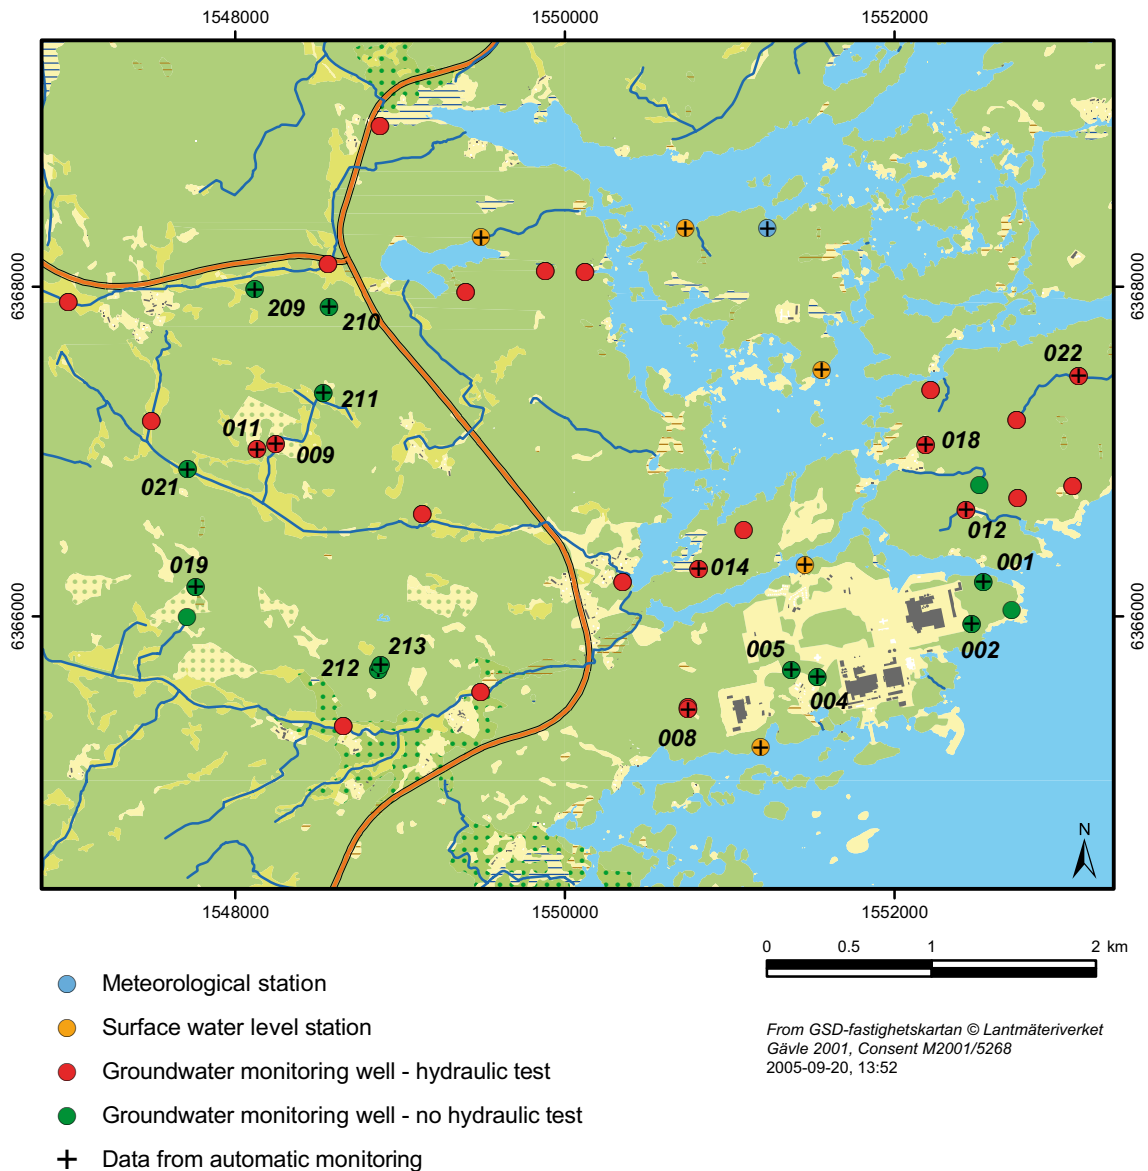 1548000 1550000 1552000
6368000 6368000
209
210
022
211
011
009
018
021
012
019
014
001
6366000 6366000
213
212
005
002
004
008
N
1548000 1550000 1552000
0 0.5 1 2 km
Meteorological station
Surface water level station
Groundwater monitoring well - hydraulic test
Groundwater monitoring well - no hydraulic test
Data from automatic monitoring
From GSD-fastighetskartan © Lantmäteriverket
Gävle 2001, Consent M2001/5268
2005-09-20, 13:52